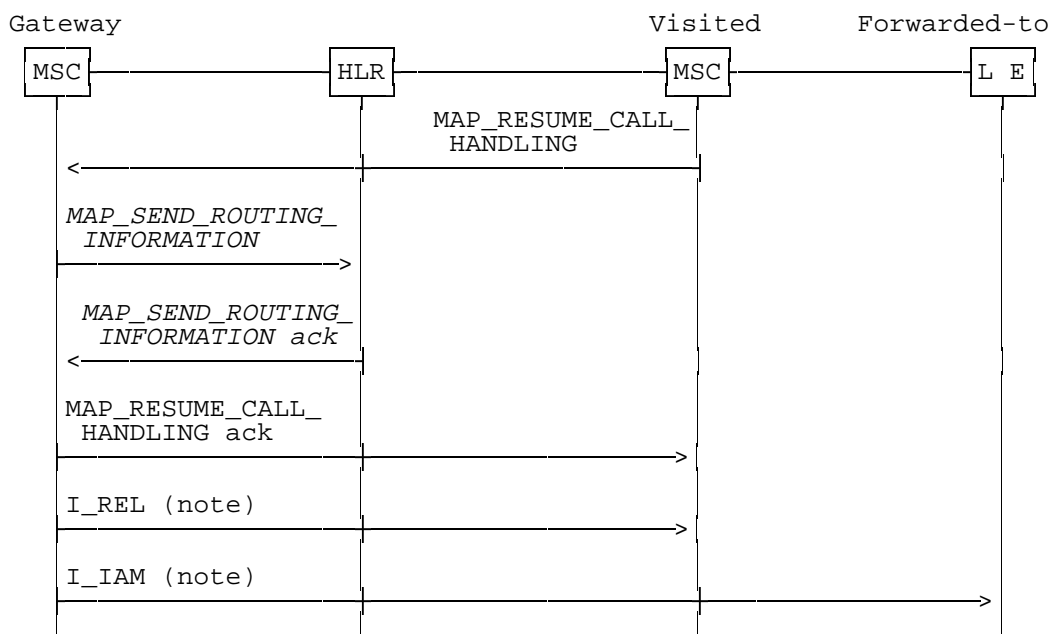 Gateway Visited Forwarded-to
MSC HLR MSC L E
MAP_RESUME_CALL_
HANDLING
<
MAP_SEND_ROUTING_
INFORMATION
>
MAP_SEND_ROUTING_
INFORMATION ack
<
MAP_RESUME_CALL_
HANDLING ack
>
I_REL (note)
>
I_IAM (note)
>